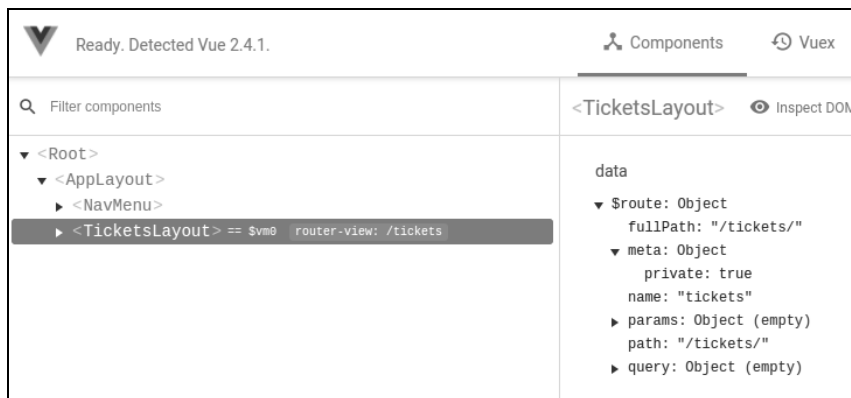 Ready. Detected Vue 2.4.1.
Components
Vuex
Filter components
<TicketsLayout>
Inspect DOM
<Root>
<AppLayout>
<NavMenu>
<TicketsLayout> == $vm0 router-view: /tickets
data
$route: Object
fullPath: "/tickets/"
meta: Object
private: true
name: "tickets"
params: Object (empty)
path: "/tickets/"
query: Object (empty)